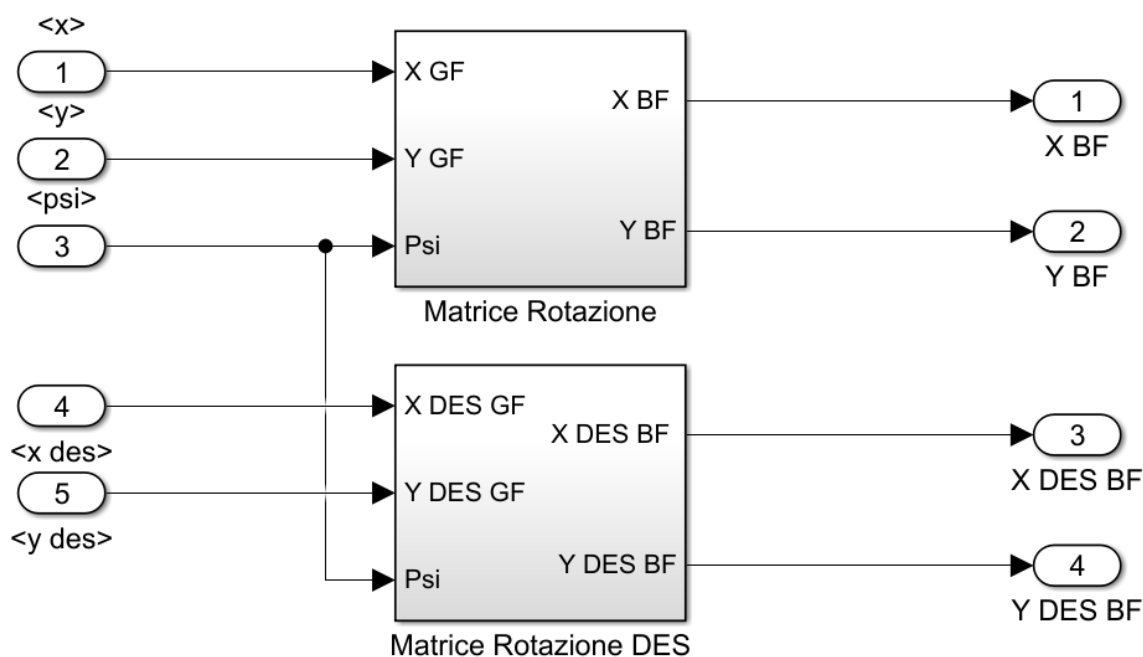 <x>
1
<y>
2
<psi>
3
X GF
Y GF
Psi
X BF
Y BF
Matrice Rotazione
1
X BF
2
Y BF
4
<x des>
5
<y des>
X DES GF
Y DES GF
Psi
X DES BF
Y DES BF
Matrice Rotazione DES
3
X DES BF
4
Y DES BF